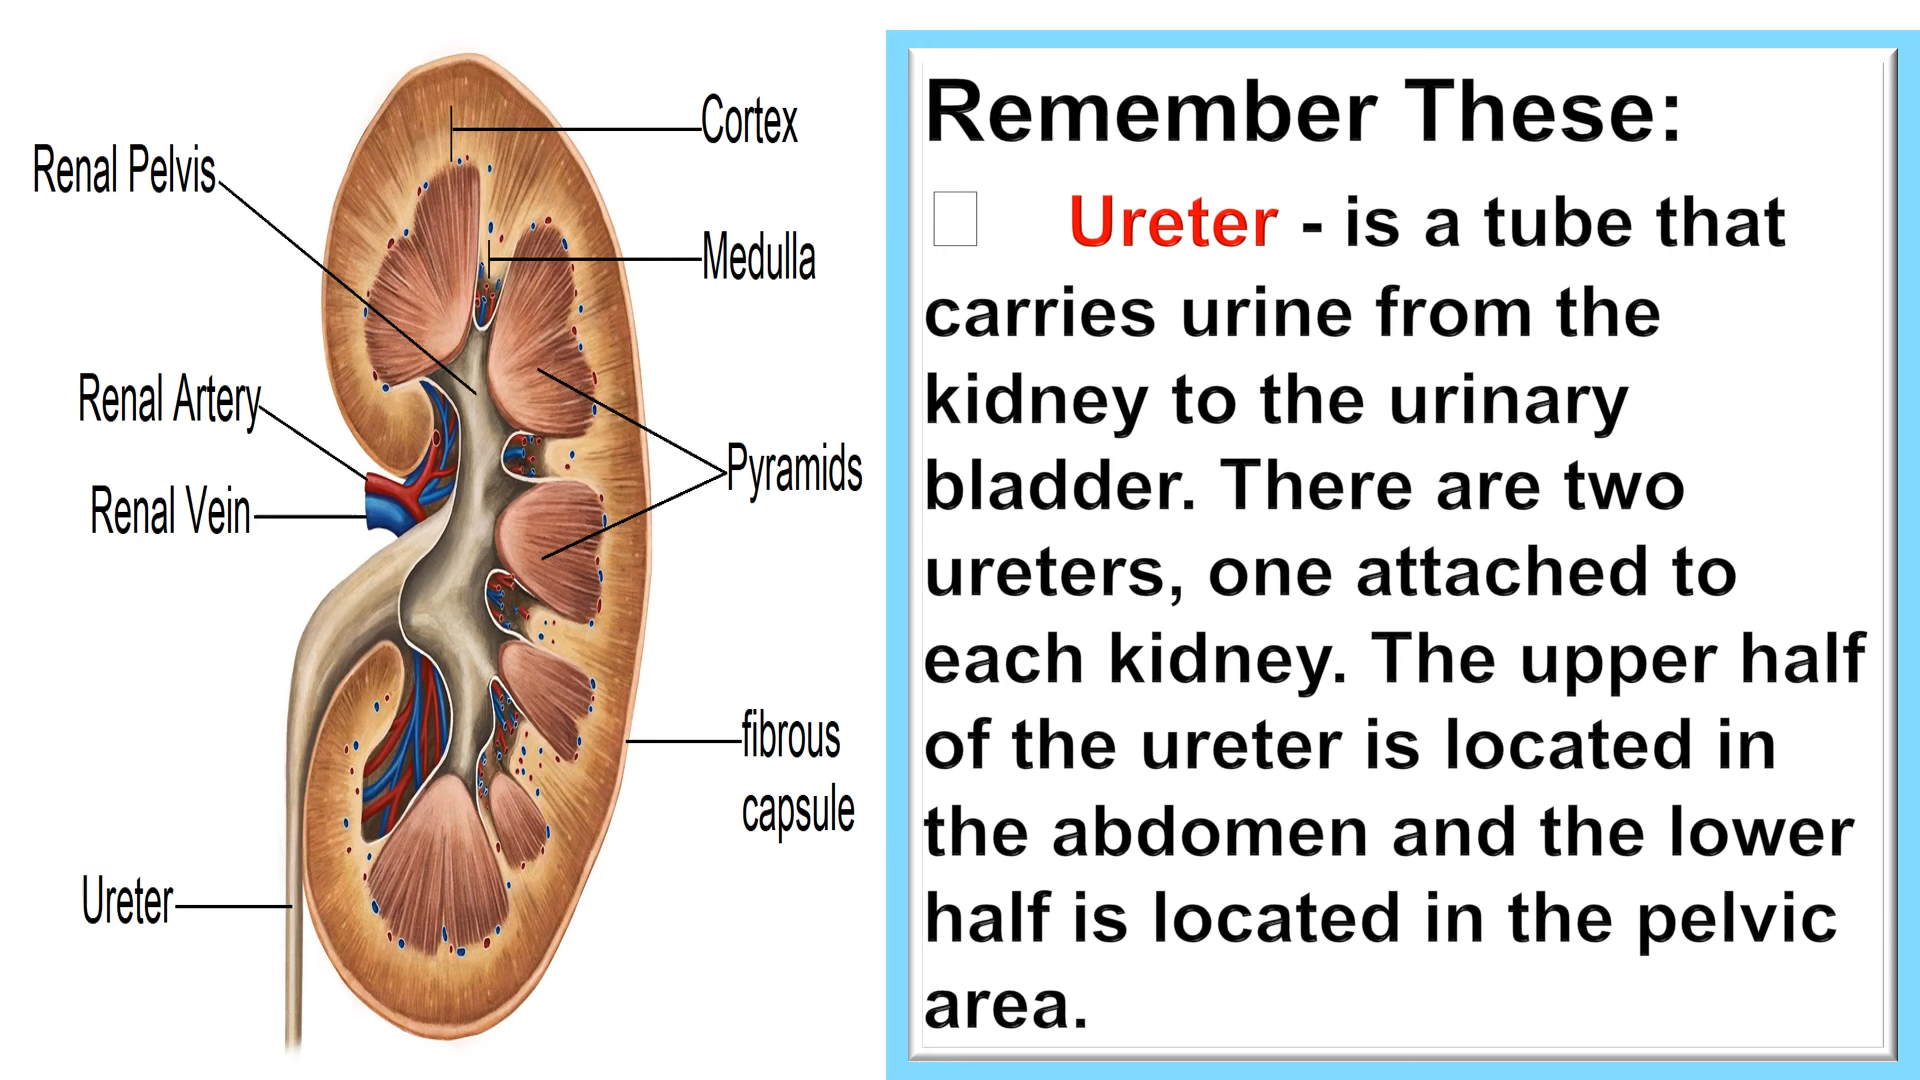 Cortex
Renal Pelvis
Medulla
Renal Artery
Pyramids
Renal Vein
fibrous
capsule
Ureter
Remember These:
Ureter - is a tube that
carries urine from the
kidney to the urinary
bladder. There are two
ureters, one attached to
each kidney. The upper half
of the ureter is located in
the abdomen and the lower
half is located in the pelvic
area.